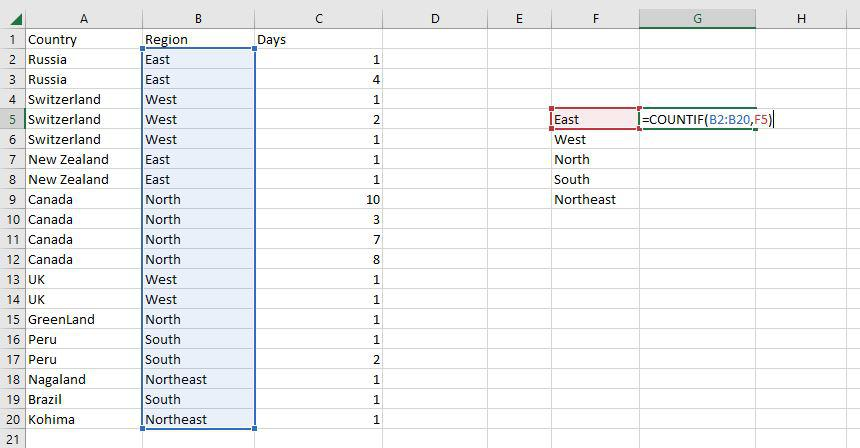 A B C D E F G H
1 Country Region Days
2 Russia East 1
3 Russia East 4
4 Switzerland West 1
5 Switzerland West 2 East =COUNTIF(B2:B20,F5)
6 Switzerland West 1 West
7 New Zealand East 1 North
8 New Zealand East 1 South
9 Canada North 10 Northeast
10 Canada North 3
11 Canada North 7
12 Canada North 8
13 UK West 1
14 UK West 1
15 GreenLand North 1
16 Peru South 1
17 Peru South 2
18 Nagaland Northeast 1
19 Brazil South 1
20 Kohima Northeast 1
21